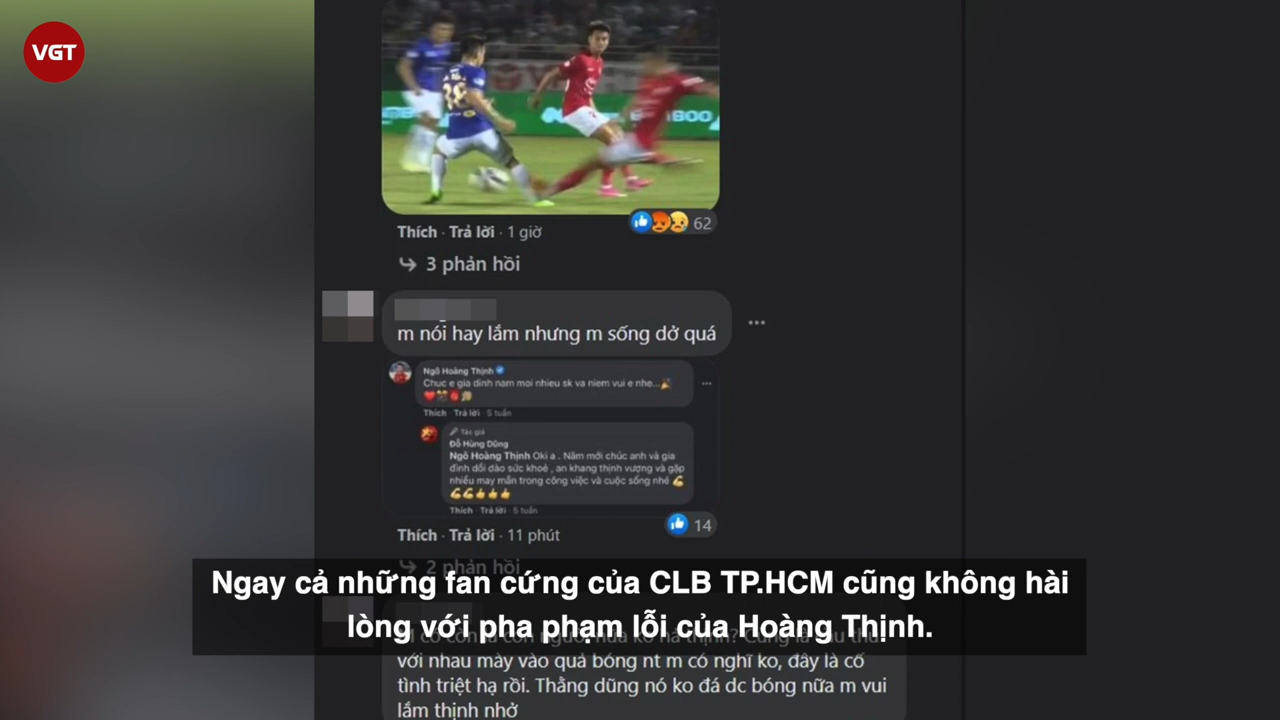 VGT
Thích · Trả lời · 1 giờ
62
3 phản hồi
m nói hay lắm nhưng m sống dở quá
Ngô Hoàng Thịnh
Chuc e gia dinh nam moi nhieu sk va niem vui e nhe...
Thích · Trả lời · 5 tuần
Tác giả
Đỗ Hùng Dũng
Ngô Hoàng Thịnh Oki a . Năm mới chúc anh và gia
đình dồi dào sức khoẻ , an khang thịnh vượng và gặp
nhiều may mắn trong công việc và cuộc sống nhé 💪
💪💪👍👍👍
Thích · Trả lời · 5 tuần
14
Thích · Trả lời · 11 phút
2 phản hồi
Ngay cả những fan cứng của CLB TP.HCM cũng không hài
lòng với pha phạm lỗi của Hoàng Thịnh.
với nhau mày vào quả bóng nt m có nghĩ ko, đây là cố
tình triệt hạ rồi. Thằng dũng nó ko đá dc bóng nữa m vui
lắm thịnh nhở